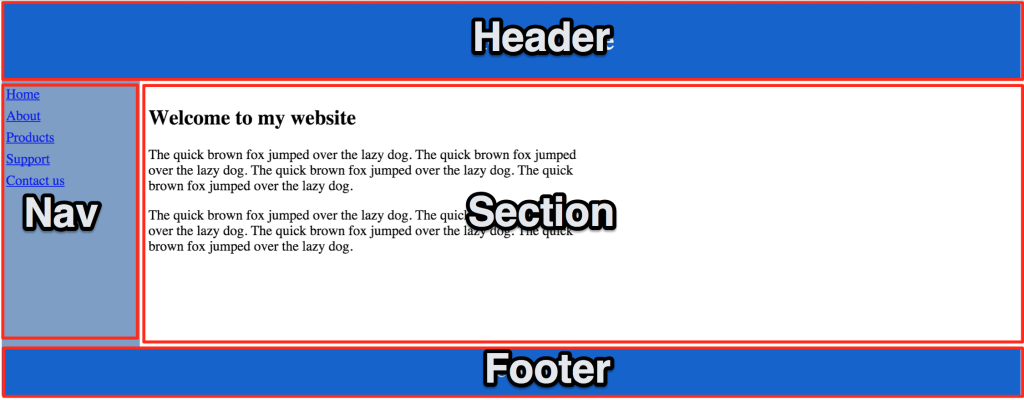 Header
Home
About
Products
Support
Contact us
Nav
Welcome to my website
The quick brown fox jumped over the lazy dog. The quick brown fox jumped
over the lazy dog. The quick brown fox jumped over the lazy dog. The quick
brown fox jumped over the lazy dog.
The quick brown fox jumped over the lazy dog. The quick
over the lazy dog. The quick brown fox jumped over the lazy dog. The quick
brown fox jumped over the lazy dog.
Section
Footer